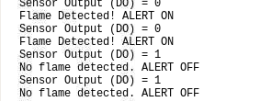 Sensor Output (DO) = 0
Flame Detected! ALERT ON
Sensor Output (DO) = 0
Flame Detected! ALERT ON
Sensor Output (DO) = 1
No flame detected. ALERT OFF
Sensor Output (DO) = 1
No flame detected. ALERT OFF